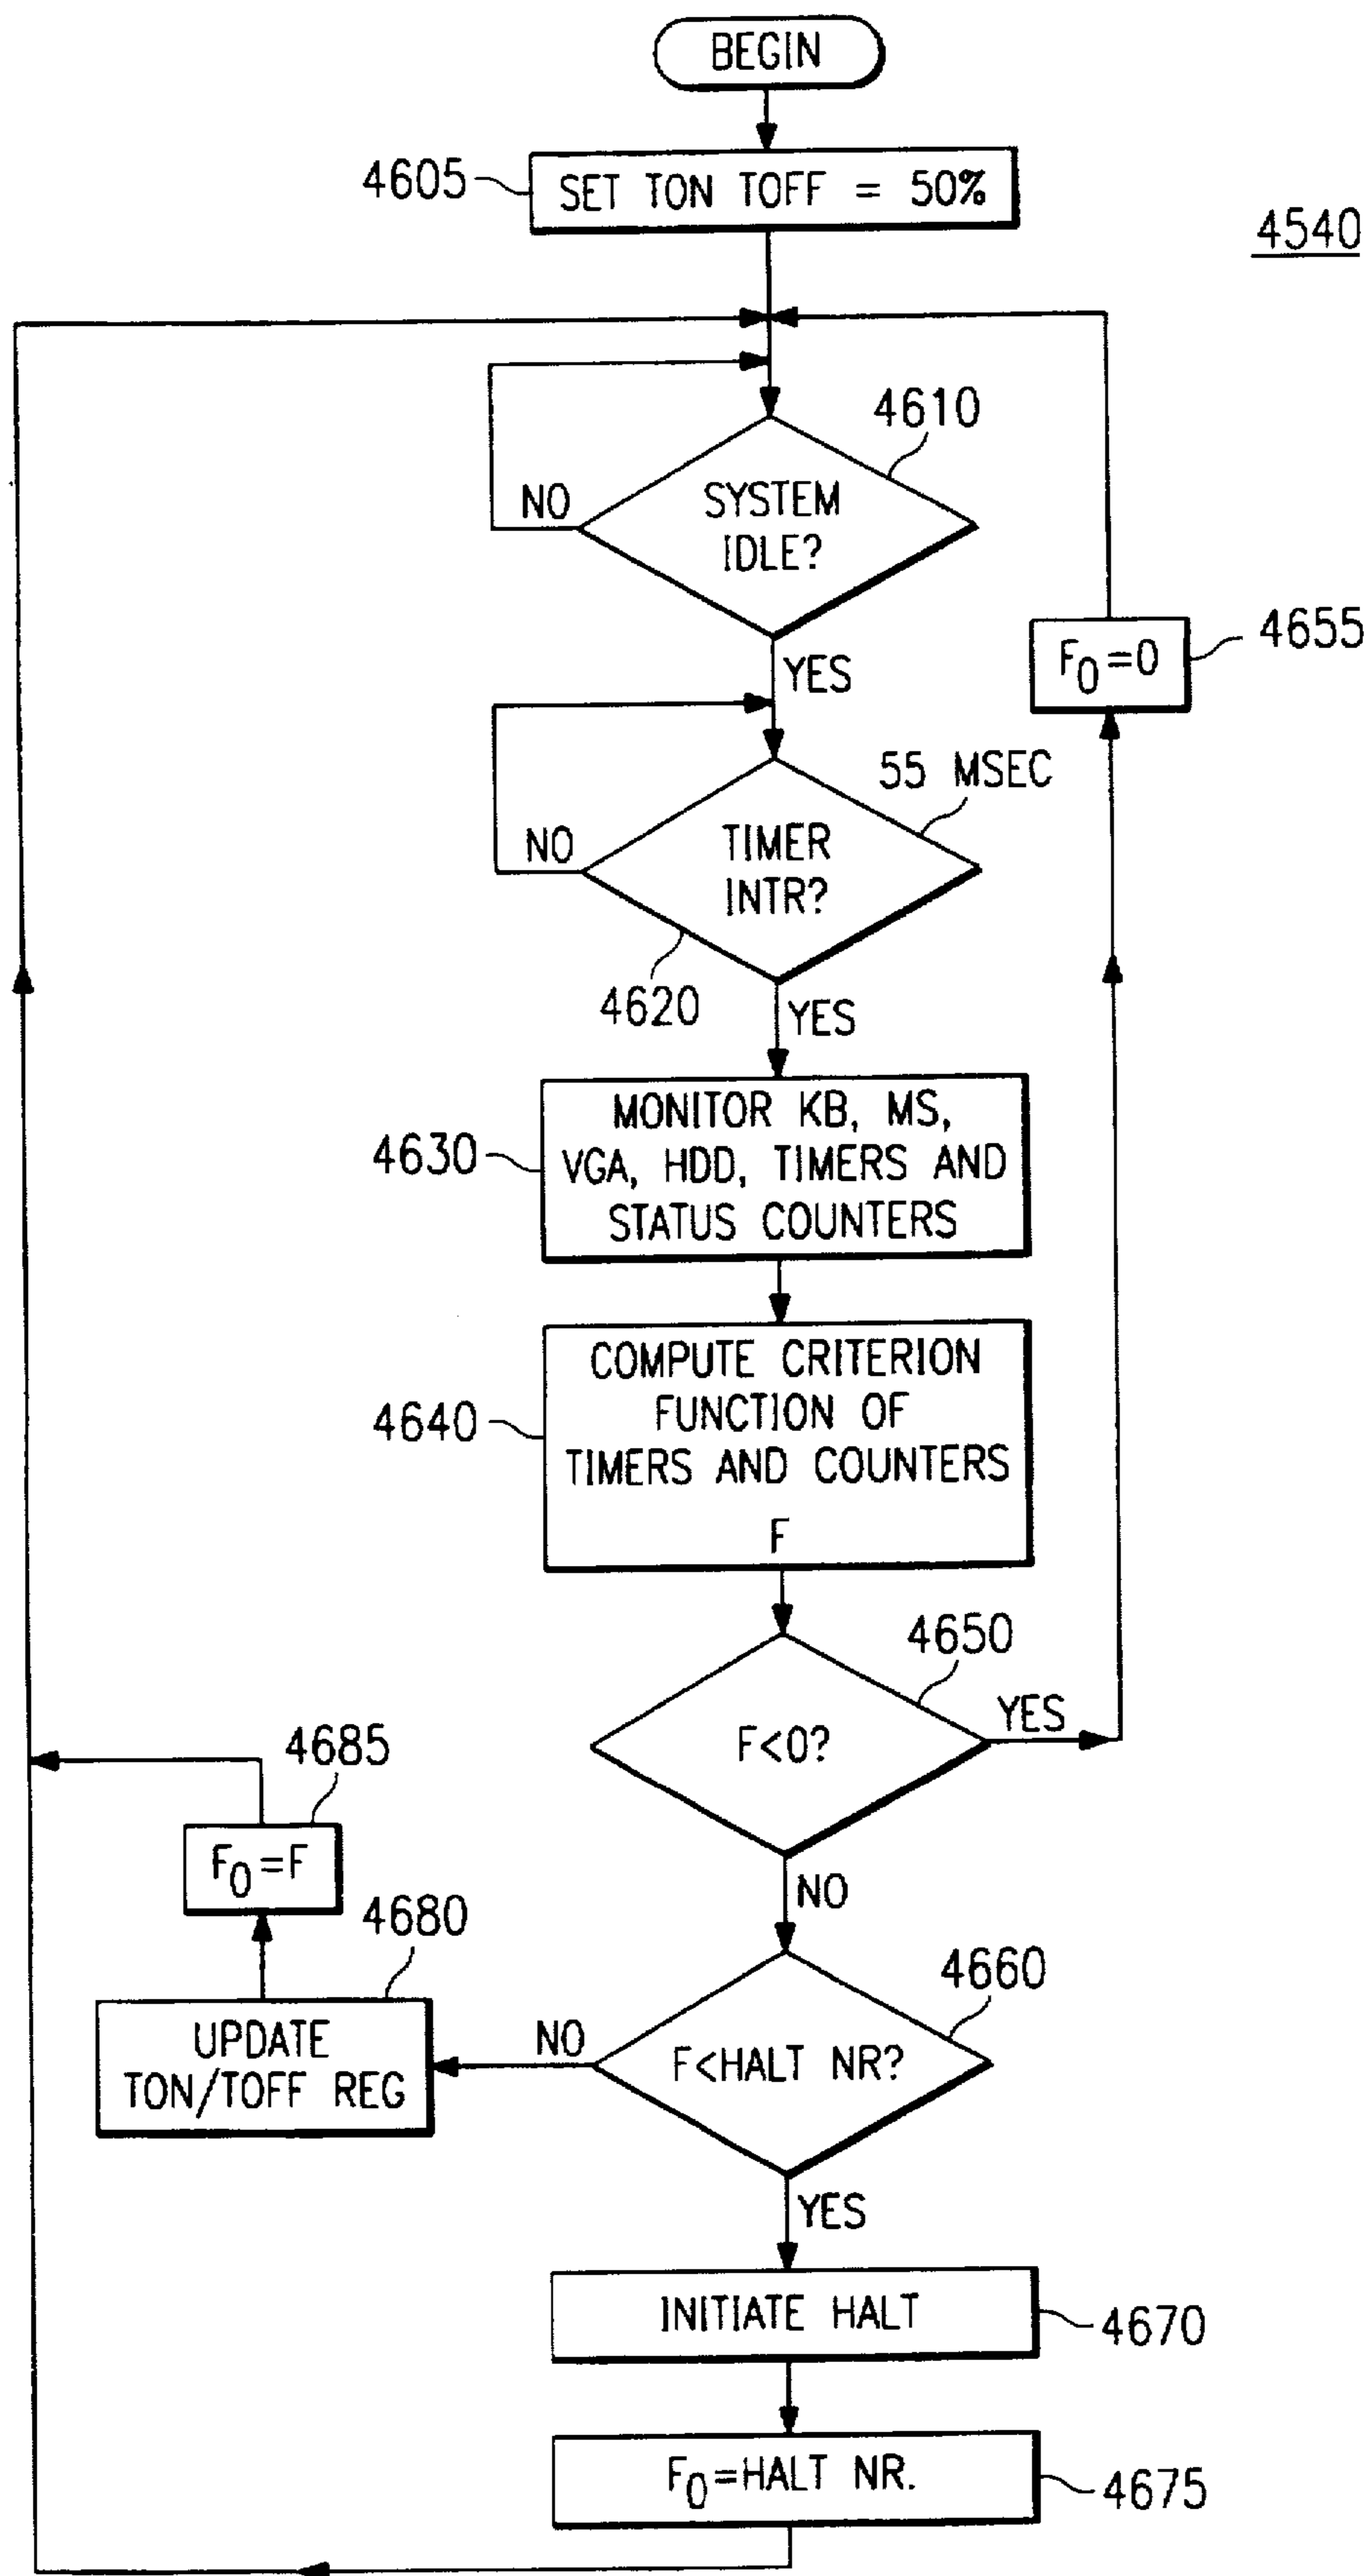 BEGIN
4605
SET TON TOFF = 50%
4540
4610
SYSTEM
IDLE?
NO
YES
F0=0
4655
55 MSEC
TIMER
INTR?
NO
4620
YES
4630
MONITOR KB, MS,
VGA, HDD, TIMERS AND
STATUS COUNTERS
4640
COMPUTE CRITERION
FUNCTION OF
TIMERS AND COUNTERS
F
4650
F<0?
YES
NO
4685
F0=F
4680
UPDATE
TON/TOFF REG
NO
4660
F<HALT NR?
YES
INITIATE HALT
4670
F0=HALT NR.
4675